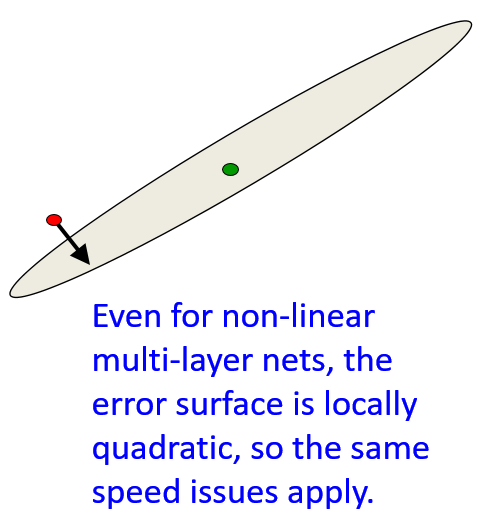 Even for non-linear
multi-layer nets, the
error surface is locally
quadratic, so the same
speed issues apply.